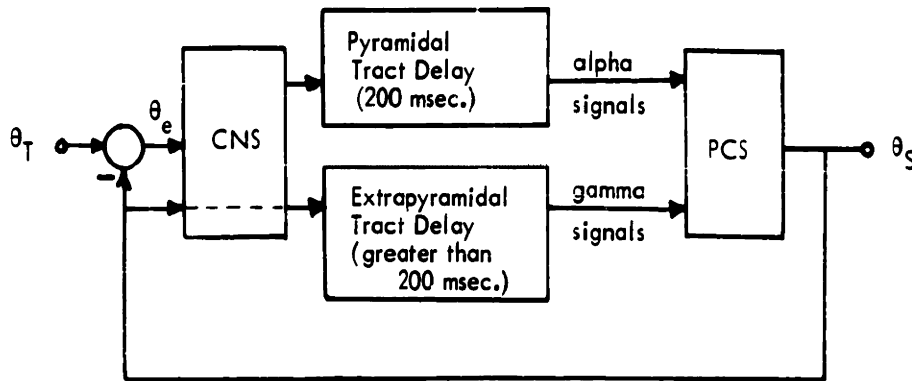 Pyramidal
Tract Delay
(200 msec.)
alpha
signals
θT
θe
CNS
PCS
θS
−
Extrapyramidal
Tract Delay
(greater than
200 msec.)
gamma
signals